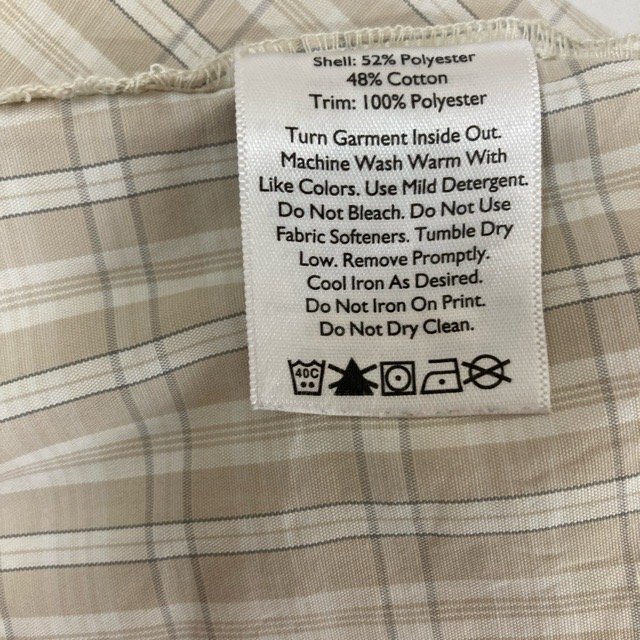 Shell: 52% Polyester
48% Cotton
Trim: 100% Polyester
Turn Garment Inside Out.
Machine Wash Warm With
Like Colors. Use Mild Detergent.
Do Not Bleach. Do Not Use
Fabric Softeners. Tumble Dry
Low. Remove Promptly.
Cool Iron As Desired.
Do Not Iron On Print.
Do Not Dry Clean.
40C